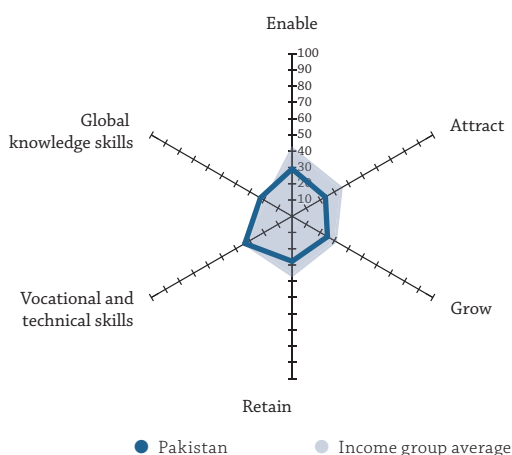 Enable
100
90
80
70
60
50
40
30
20
10
Attract
Global
knowledge skills
Vocational and
technical skills
Grow
Retain
Pakistan
Income group average